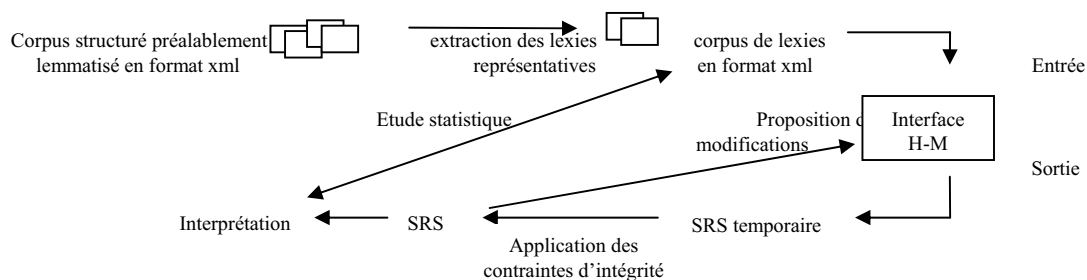 Corpus structuré préalablement
lemmatisé en format xml
extraction des lexies
représentatives
corpus de lexies
en format xml
Entrée
Etude statistique
Proposition
modifications
Interface
H-M
Sortie
Interprétation
SRS
SRS temporaire
Application des
contraintes d'intégrité